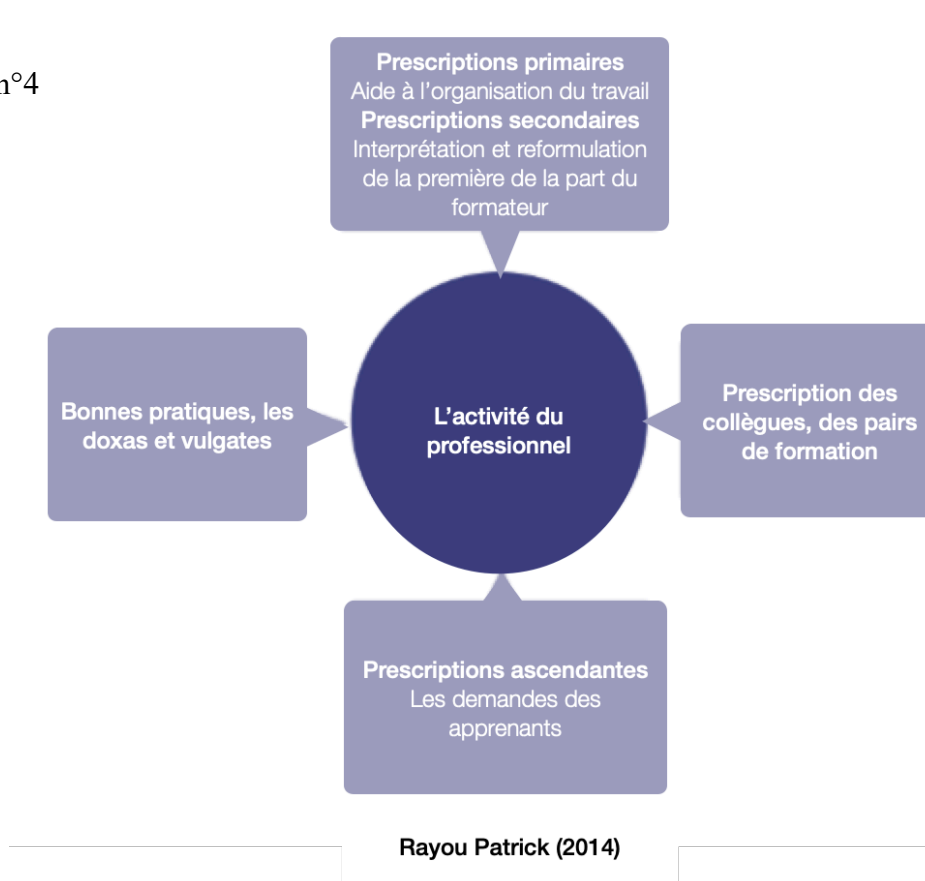 n°4
Prescriptions primaires
Aide à l'organisation du travail
Prescriptions secondaires
Interprétation et reformulation
de la première de la part du
formateur
Bonnes pratiques, les
doxas et vulgates
L'activité du
professionnel
Prescription des
collègues, des pairs
de formation
Prescriptions ascendantes
Les demandes des
apprenants
Rayou Patrick (2014)